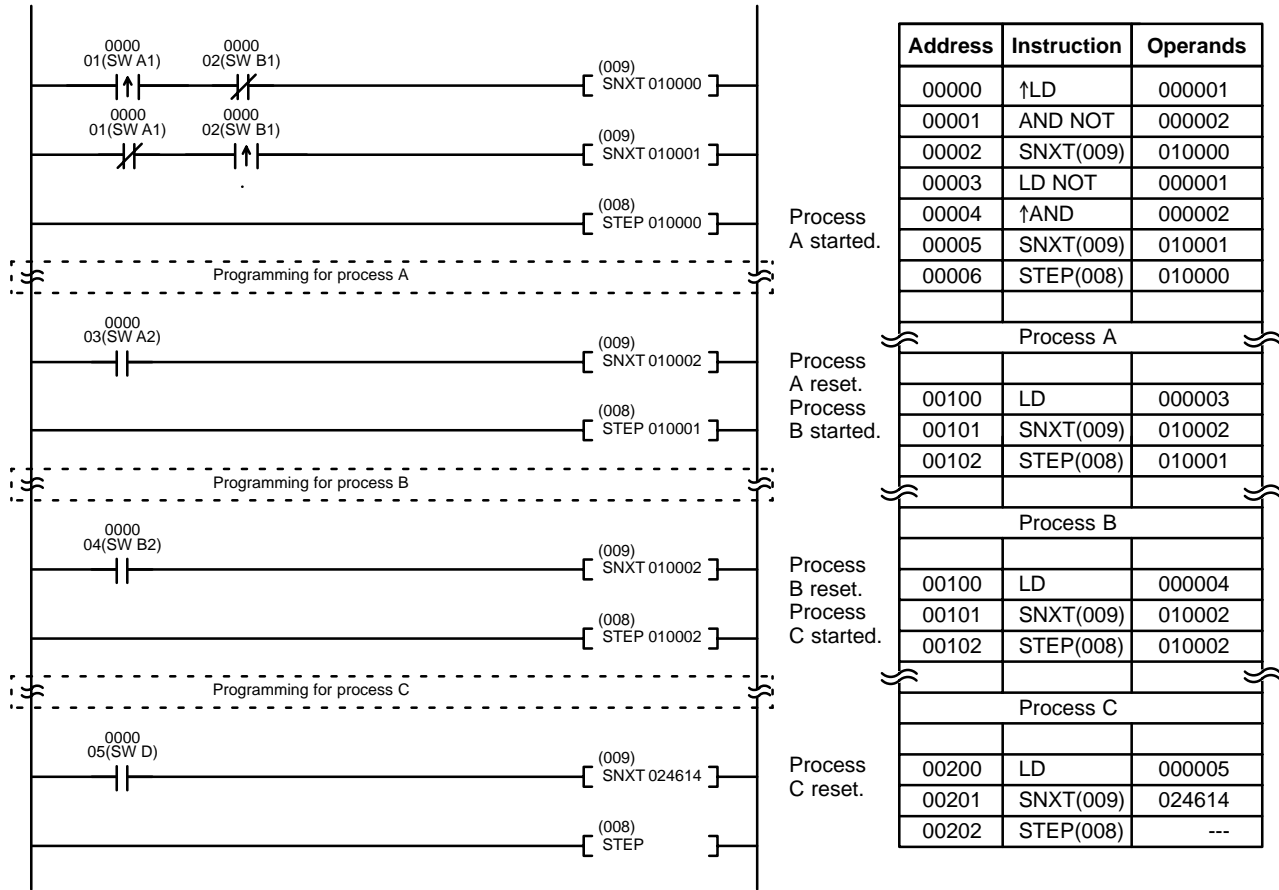 0000
01(SW A1)
0000
02(SW B1)
(009)
SNXT 010000
0000
01(SW A1)
0000
02(SW B1)
(009)
SNXT 010001
.
(008)
STEP 010000
Process
A started.
Programming for process A
0000
03(SW A2)
(009)
SNXT 010002
Process
A reset.
Process
B started.
(008)
STEP 010001
Programming for process B
0000
04(SW B2)
(009)
SNXT 010002
Process
B reset.
Process
C started.
(008)
STEP 010002
Programming for process C
0000
05(SW D)
(009)
SNXT 024614
Process
C reset.
(008)
STEP
Address Instruction Operands
00000 ↑LD 000001
00001 AND NOT 000002
00002 SNXT(009) 010000
00003 LD NOT 000001
00004 ↑AND 000002
00005 SNXT(009) 010001
00006 STEP(008) 010000
Process A
00100 LD 000003
00101 SNXT(009) 010002
00102 STEP(008) 010001
Process B
00100 LD 000004
00101 SNXT(009) 010002
00102 STEP(008) 010002
Process C
00200 LD 000005
00201 SNXT(009) 024614
00202 STEP(008) ---